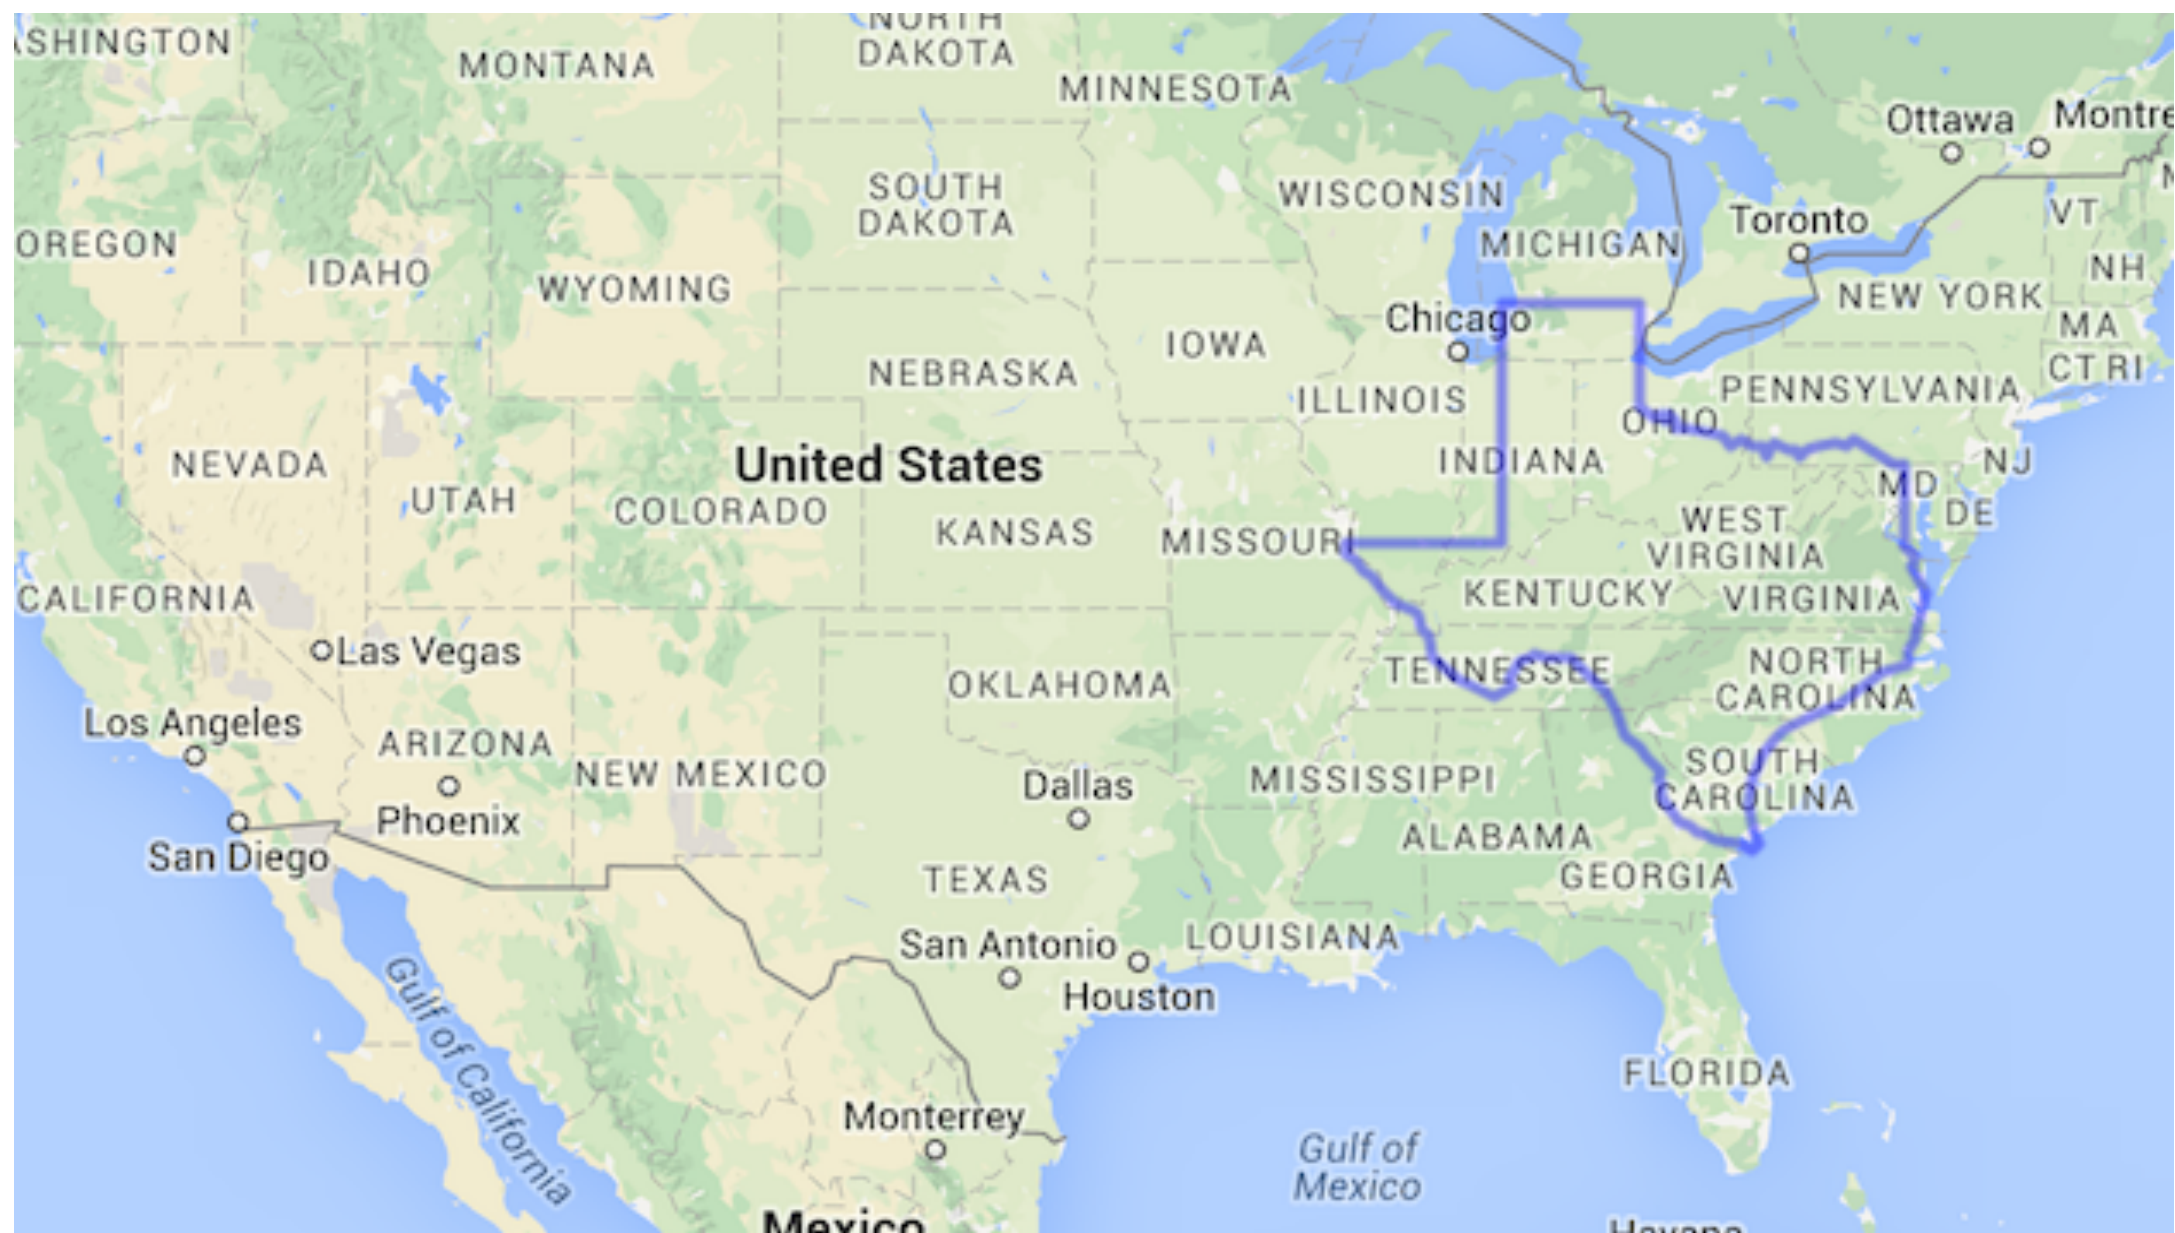 NORTH
DAKOTA
ASHINGTON
MONTANA
MINNESOTA
Ottawa
Montre
SOUTH
DAKOTA
WISCONSIN
VT
Toronto
OREGON
IDAHO
WYOMING
MICHIGAN
NH
NEW YORK
Chicago
MA
IOWA
CT RI
NEBRASKA
ILLINOIS
PENNSYLVANIA
OHIO
United States
NEVADA
INDIANA
NJ
MD
UTAH
COLORADO
DE
KANSAS
MISSOURI
WEST
VIRGINIA
CALIFORNIA
KENTUCKY
VIRGINIA
Las Vegas
OKLAHOMA
TENNESSEE
NORTH
CAROLINA
Los Angeles
ARIZONA
NEW MEXICO
Dallas
MISSISSIPPI
SOUTH
CAROLINA
Phoenix
San Diego
ALABAMA
TEXAS
GEORGIA
San Antonio
LOUISIANA
Houston
Gulf of California
FLORIDA
Monterrey
Gulf of
Mexico
Mexico
Havana